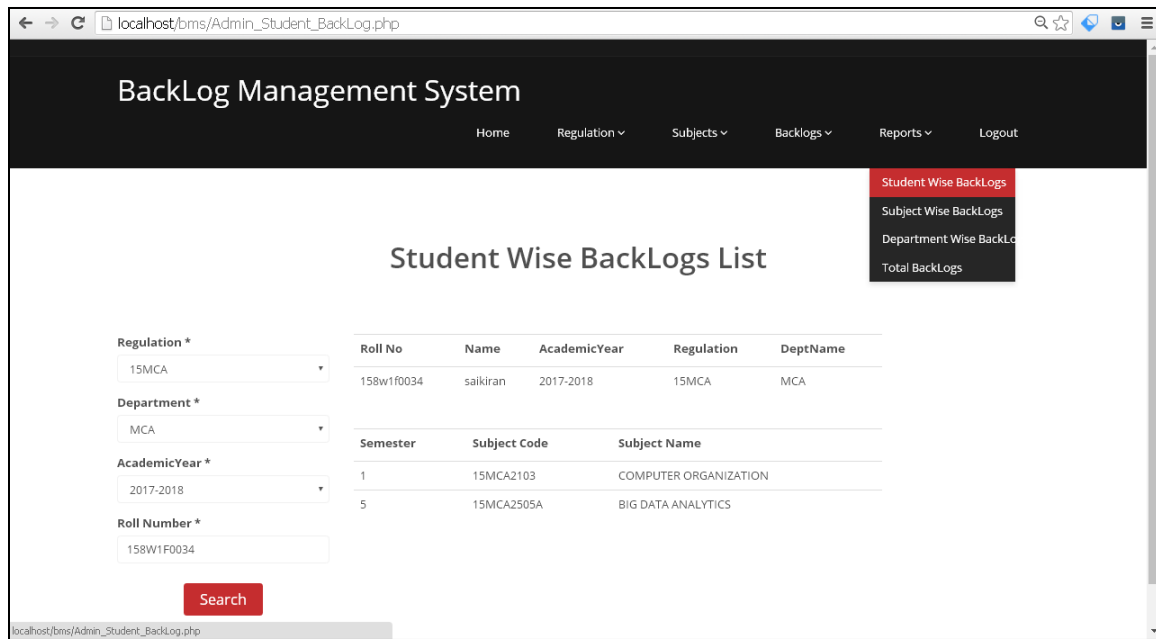 localhost/bms/Admin_Student_BackLog.php
BackLog Management System
Home Regulation Subjects Backlogs Reports Logout
Student Wise BackLogs
Subject Wise BackLogs
Department Wise BackLo
Total BackLogs
Student Wise BackLogs List
Regulation *
15MCA
Department *
MCA
AcademicYear *
2017-2018
Roll Number *
158W1F0034
Search
Roll No Name AcademicYear Regulation DeptName
158w1f0034 saikiran 2017-2018 15MCA MCA
Semester Subject Code Subject Name
1 15MCA2103 COMPUTER ORGANIZATION
5 15MCA2505A BIG DATA ANALYTICS
localhost/bms/Admin_Student_BackLog.php